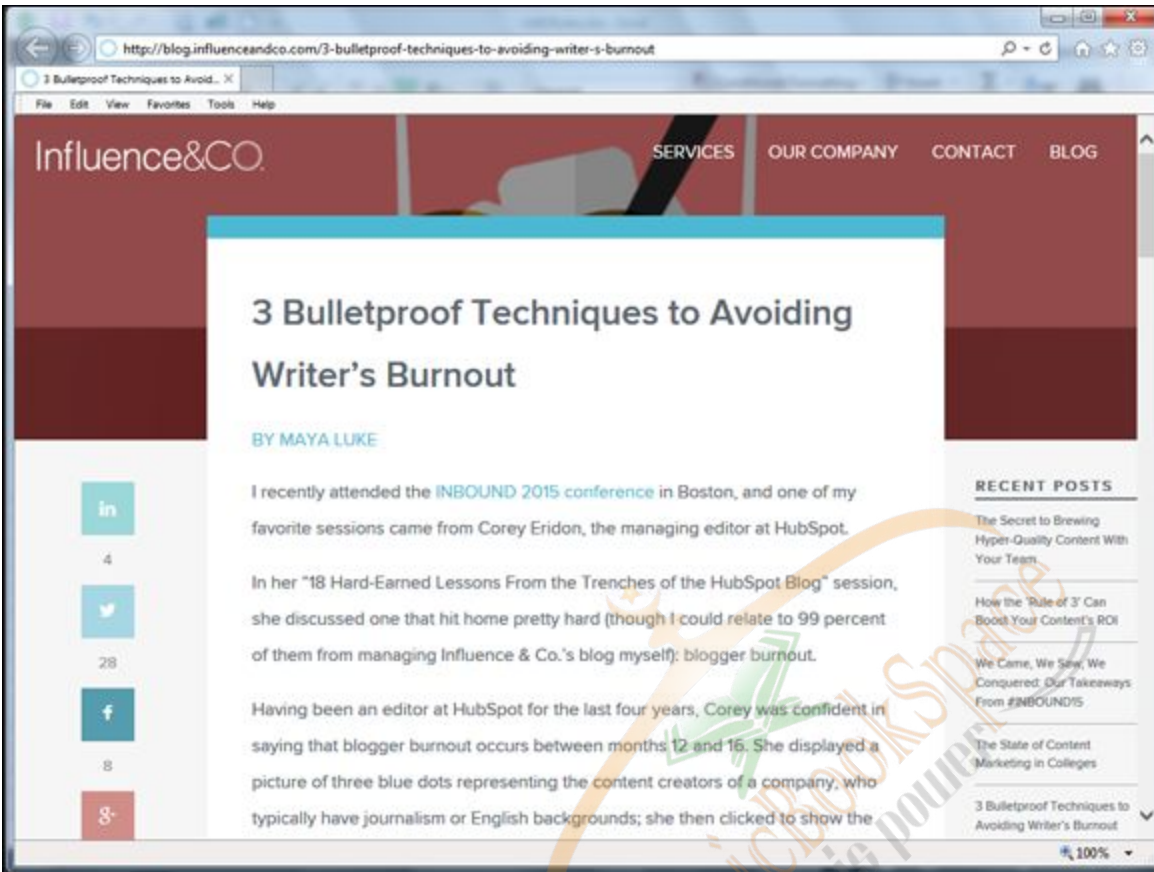 http://blog.influenceandco.com/3-bulletproof-techniques-to-avoiding-writer-s-burnout
3 Bulletproof Techniques to Avoid...
File Edit View Favorites Tools Help
Influence&CO.
SERVICES OUR COMPANY CONTACT BLOG
3 Bulletproof Techniques to Avoiding
Writer's Burnout
BY MAYA LUKE
I recently attended the INBOUND 2015 conference in Boston, and one of my
favorite sessions came from Corey Eridon, the managing editor at HubSpot.
In her "18 Hard-Earned Lessons From the Trenches of the HubSpot Blog" session,
she discussed one that hit home pretty hard (though I could relate to 99 percent
of them from managing Influence & Co.'s blog myself): blogger burnout.
Having been an editor at HubSpot for the last four years, Corey was confident in
saying that blogger burnout occurs between months 12 and 16. She displayed a
picture of three blue dots representing the content creators of a company, who
typically have journalism or English backgrounds; she then clicked to show the
in
4
28
f
8
g+
RECENT POSTS
The Secret to Brewing
Hyper-Quality Content With
Your Team
How the 'Rule of 3' Can
Boost Your Content's ROI
We Came, We Saw, We
Conquered: Our Takeaways
From #INBOUND15
The State of Content
Marketing in Colleges
3 Bulletproof Techniques to
Avoiding Writer's Burnout
100%
is power